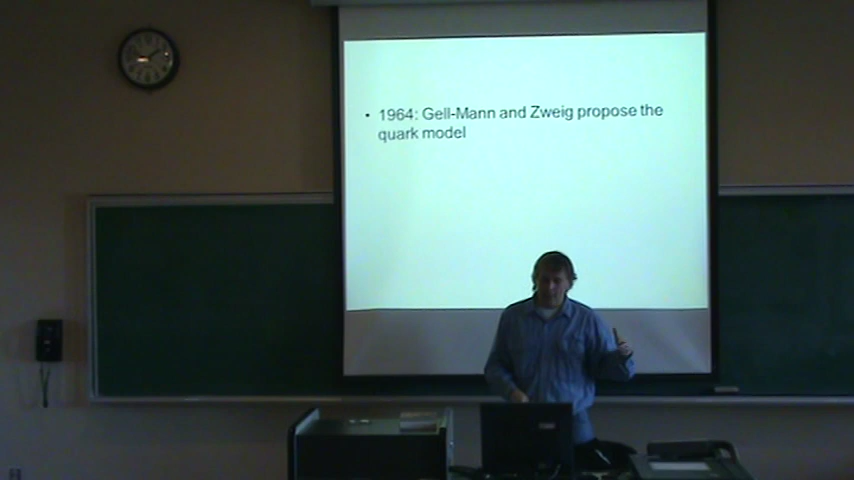 • 1964: Gell-Mann and Zweig propose the
quark model